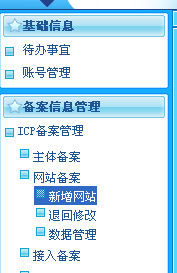 基础信息
待办事宜
账号管理
备案信息管理
ICP备案管理
主体备案
网站备案
新增网站
退回修改
数据管理
接入备案